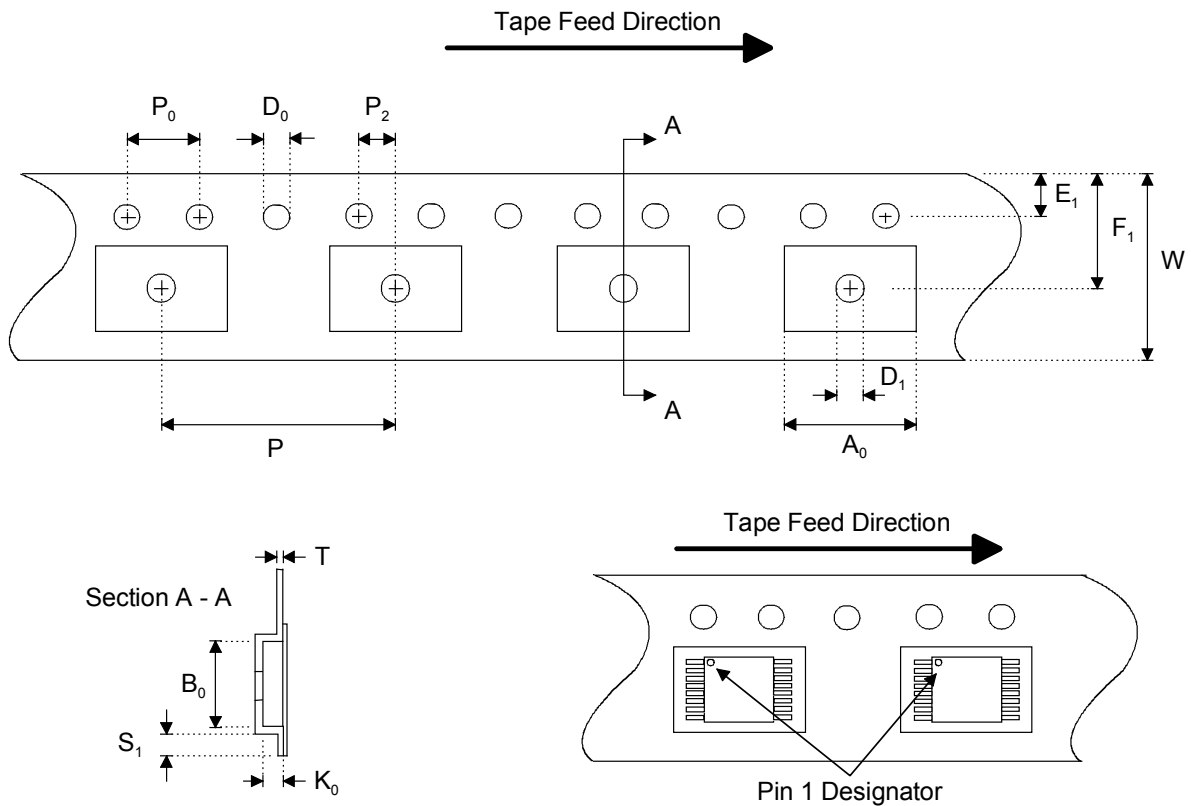 Tape Feed Direction
P₀
D₀
P₂
A
E₁
F₁
W
D₁
A
P
A₀
Tape Feed Direction
T
Section A - A
B₀
S₁
K₀
Pin 1 Designator